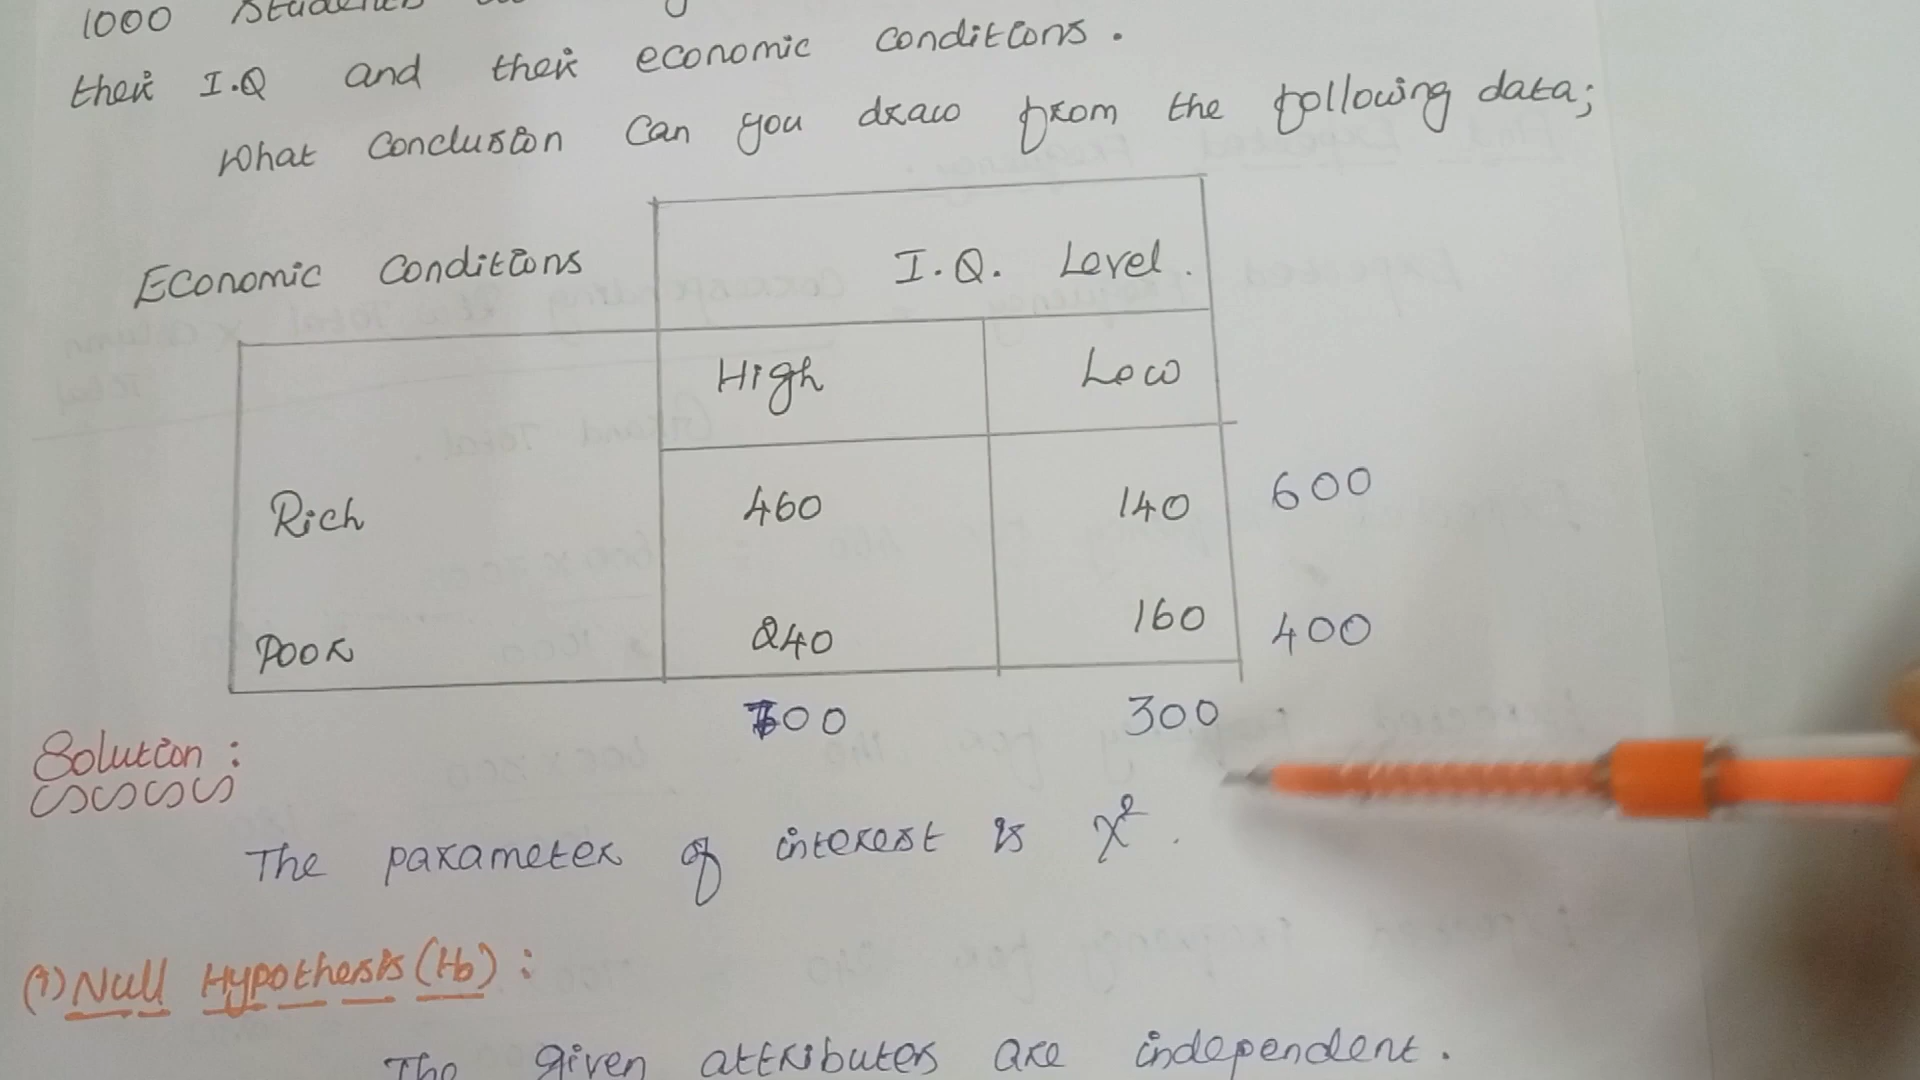 1000 Students
their I.Q and their economic conditions.
What Conclusion Can you draw from the following data;
Economic Conditions I.Q. Level.
High Low
Rich 460 140 600
Poor 240 160 400
700 300
Solution:
The parameter of interest is χ².
(1) Null Hypothesis (H0):
The given attributes are independent.